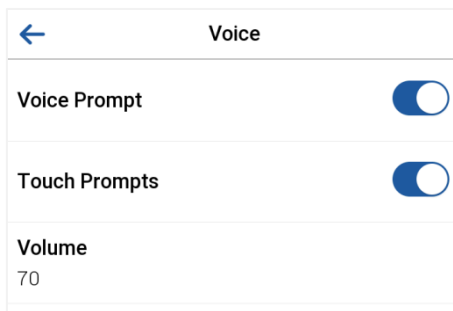 Voice
Voice Prompt
Touch Prompts
Volume
70